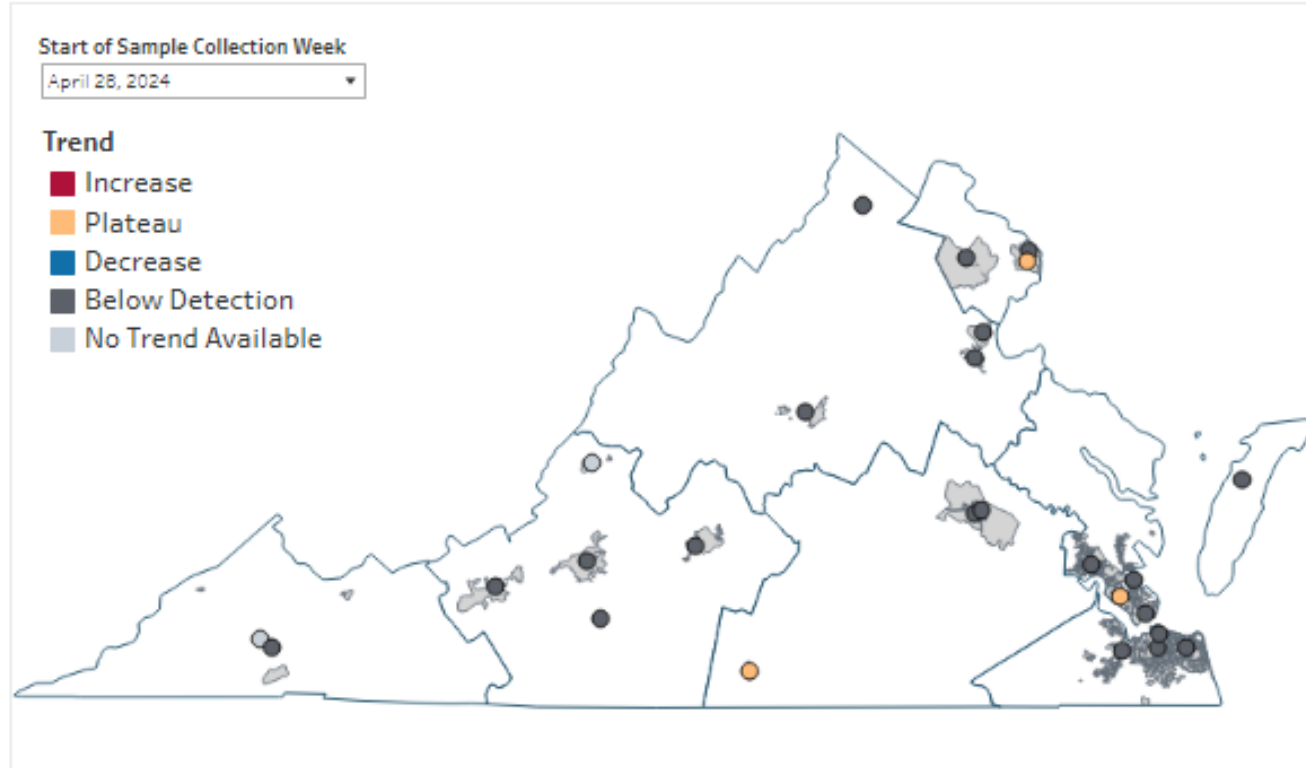 Start of Sample Collection Week
April 28, 2024
Trend
Increase
Plateau
Decrease
Below Detection
No Trend Available